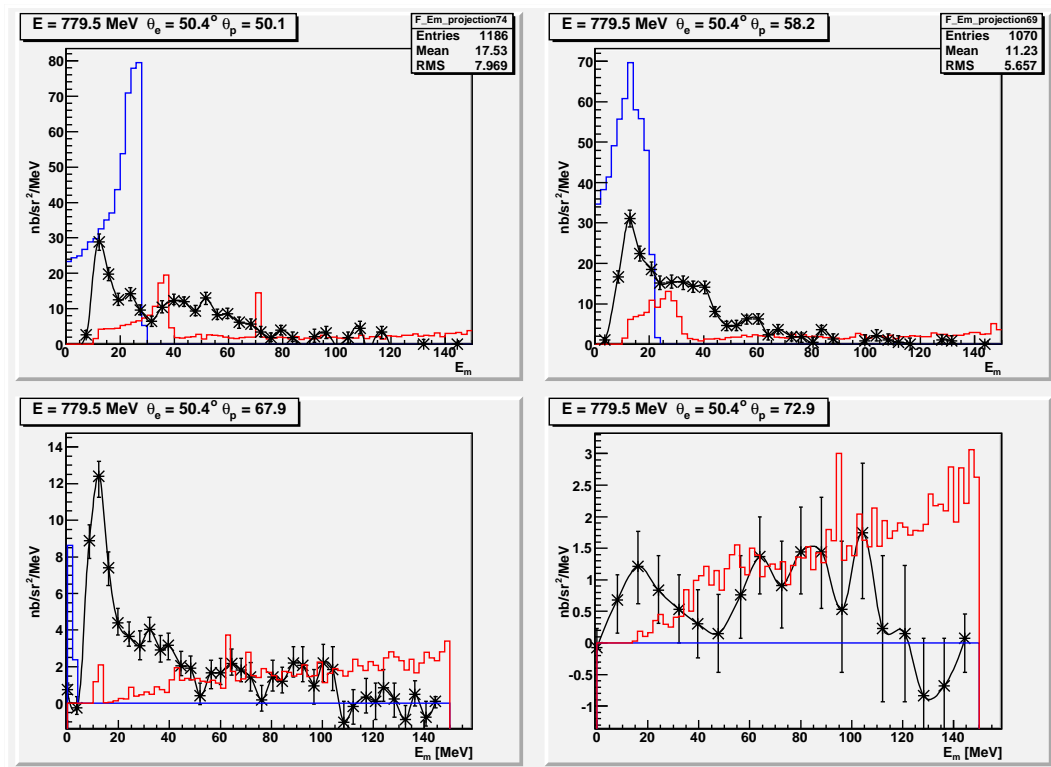 E = 779.5 MeV θe = 50.4° θp = 50.1
F_Em_projection74
Entries 1186
Mean 17.53
RMS 7.969
nb/sr²/MeV
80
70
60
50
40
30
20
10
0
0 20 40 60 80 100 120 140
Em
E = 779.5 MeV θe = 50.4° θp = 58.2
F_Em_projection69
Entries 1070
Mean 11.23
RMS 5.657
nb/sr²/MeV
70
60
50
40
30
20
10
0
0 20 40 60 80 100 120 140
Em
E = 779.5 MeV θe = 50.4° θp = 67.9
nb/sr²/MeV
14
12
10
8
6
4
2
0
0 20 40 60 80 100 120 140
Em [MeV]
E = 779.5 MeV θe = 50.4° θp = 72.9
nb/sr²/MeV
3
2.5
2
1.5
1
0.5
0
-0.5
-1
0 20 40 60 80 100 120 140
Em [MeV]